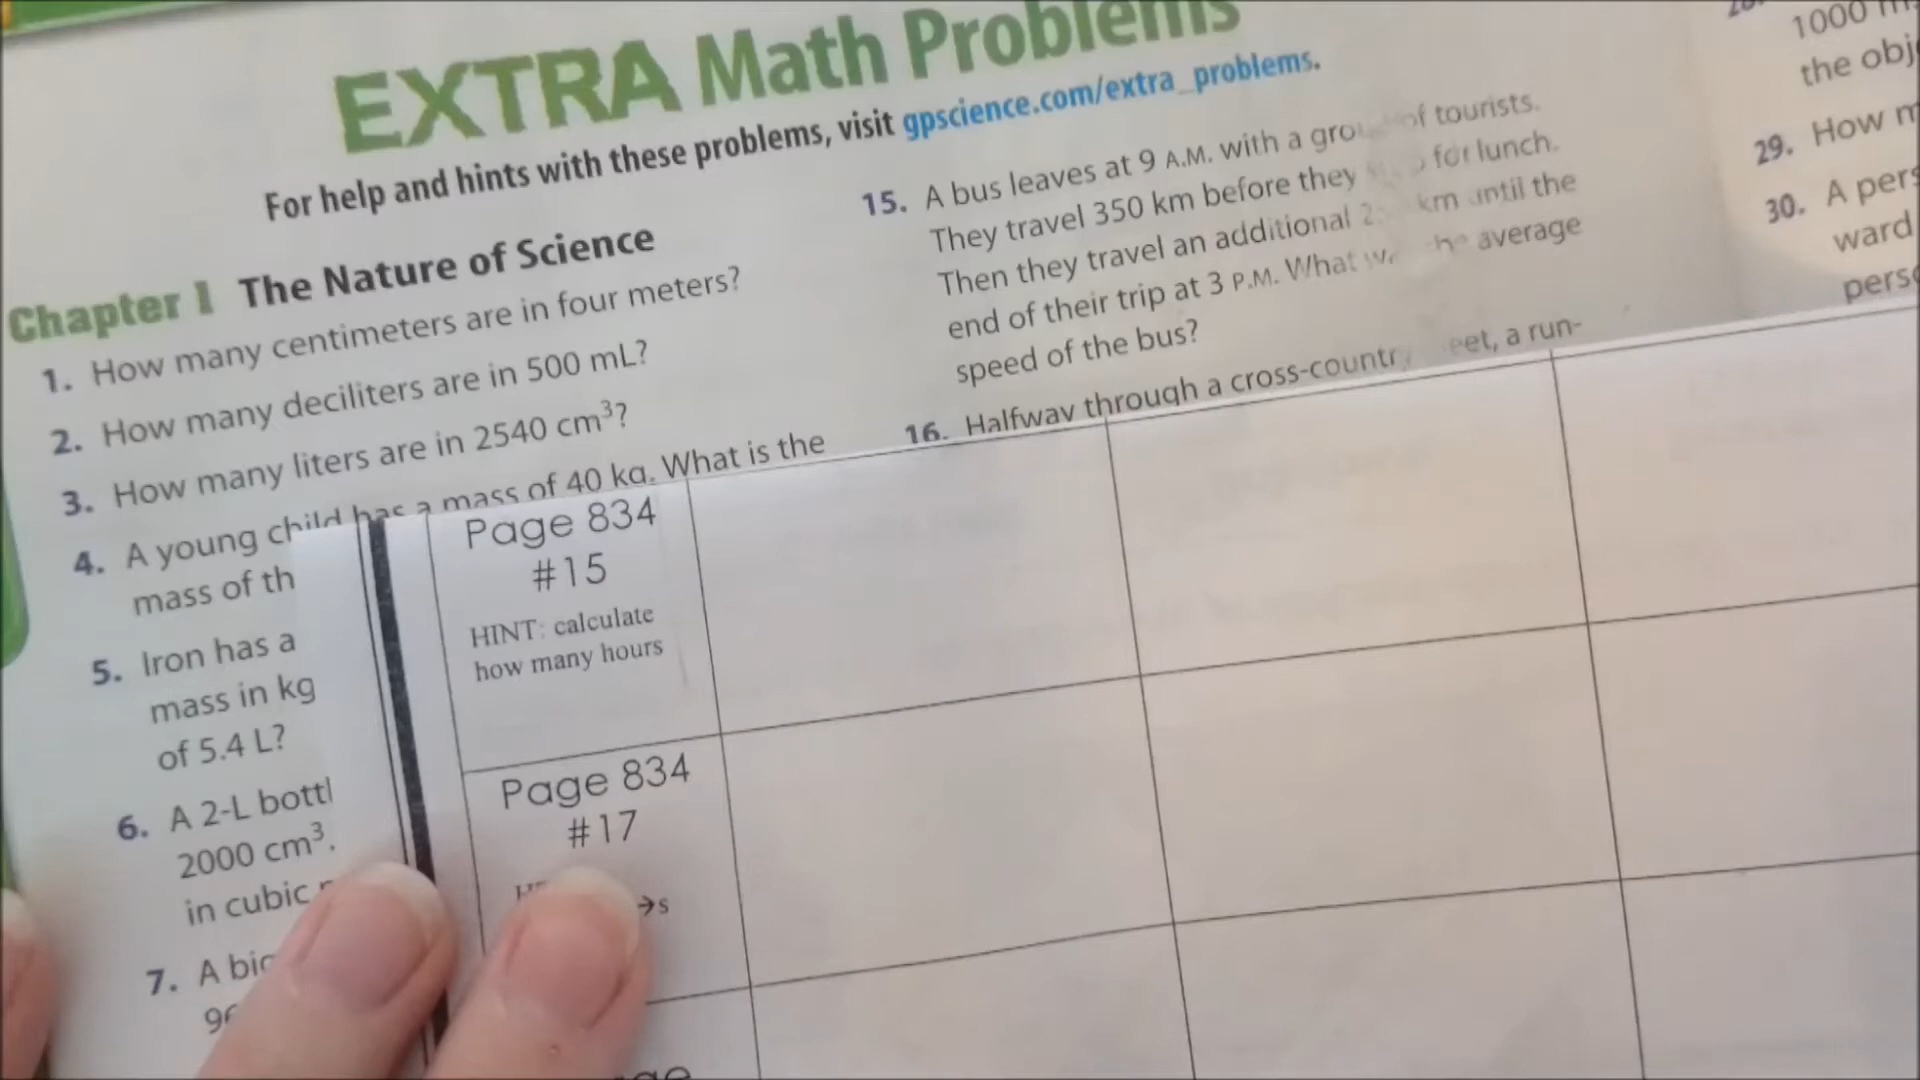 EXTRA Math Problems
For help and hints with these problems, visit gpscience.com/extra_problems.
Chapter 1 The Nature of Science
1. How many centimeters are in four meters?
2. How many deciliters are in 500 mL?
3. How many liters are in 2540 cm³?
4. A young child has a mass of 40 kg. What is the
mass of th
5. Iron has a
mass in kg
of 5.4 L?
6. A 2-L bottl
2000 cm³.
in cubic
7. A bic
15. A bus leaves at 9 A.M. with a of tourists.
They travel 350 km before they for lunch.
Then they travel an additional km until the
end of their trip at 3 P.M. What average
speed of the bus?
16. Halfway through a cross-country a run-
1000
the obj
29. How m
30. A pers
ward
perso
Page 834
#15
HINT: calculate
how many hours
Page 834
#17
→s